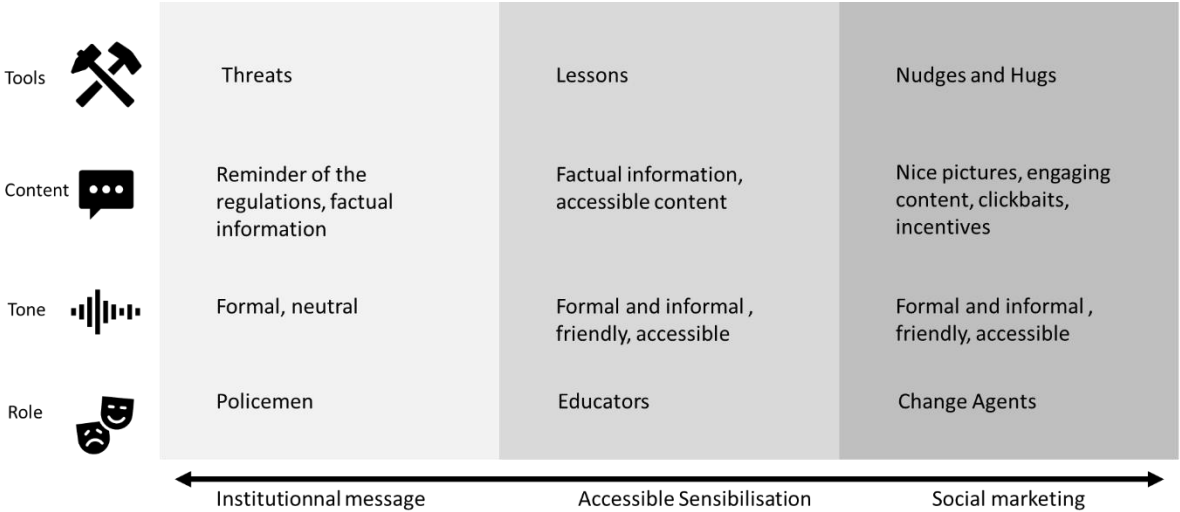 Tools
Threats
Lessons
Nudges and Hugs
Content
Reminder of the
regulations, factual
information
Factual information,
accessible content
Nice pictures, engaging
content, clickbaits,
incentives
Tone
Formal, neutral
Formal and informal ,
friendly, accessible
Formal and informal ,
friendly, accessible
Role
Policemen
Educators
Change Agents
Institutionnal message
Accessible Sensibilisation
Social marketing